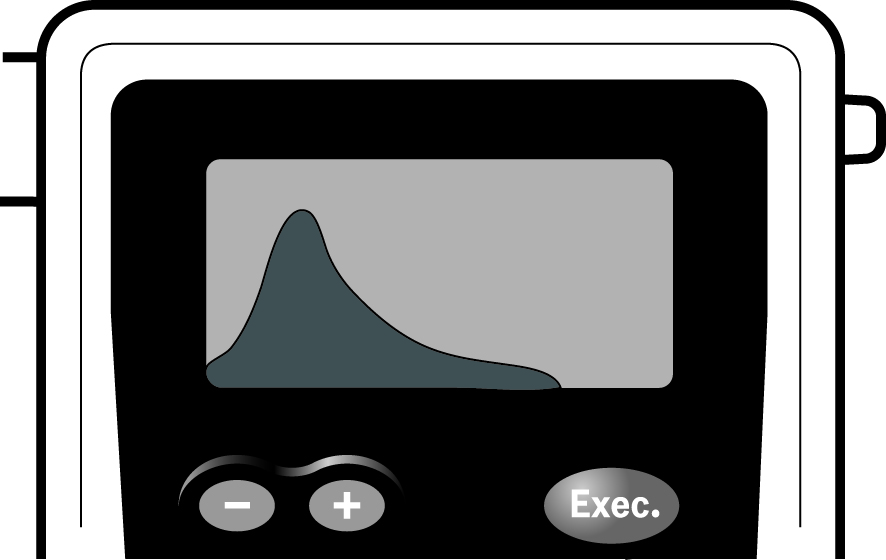 − + Exec.